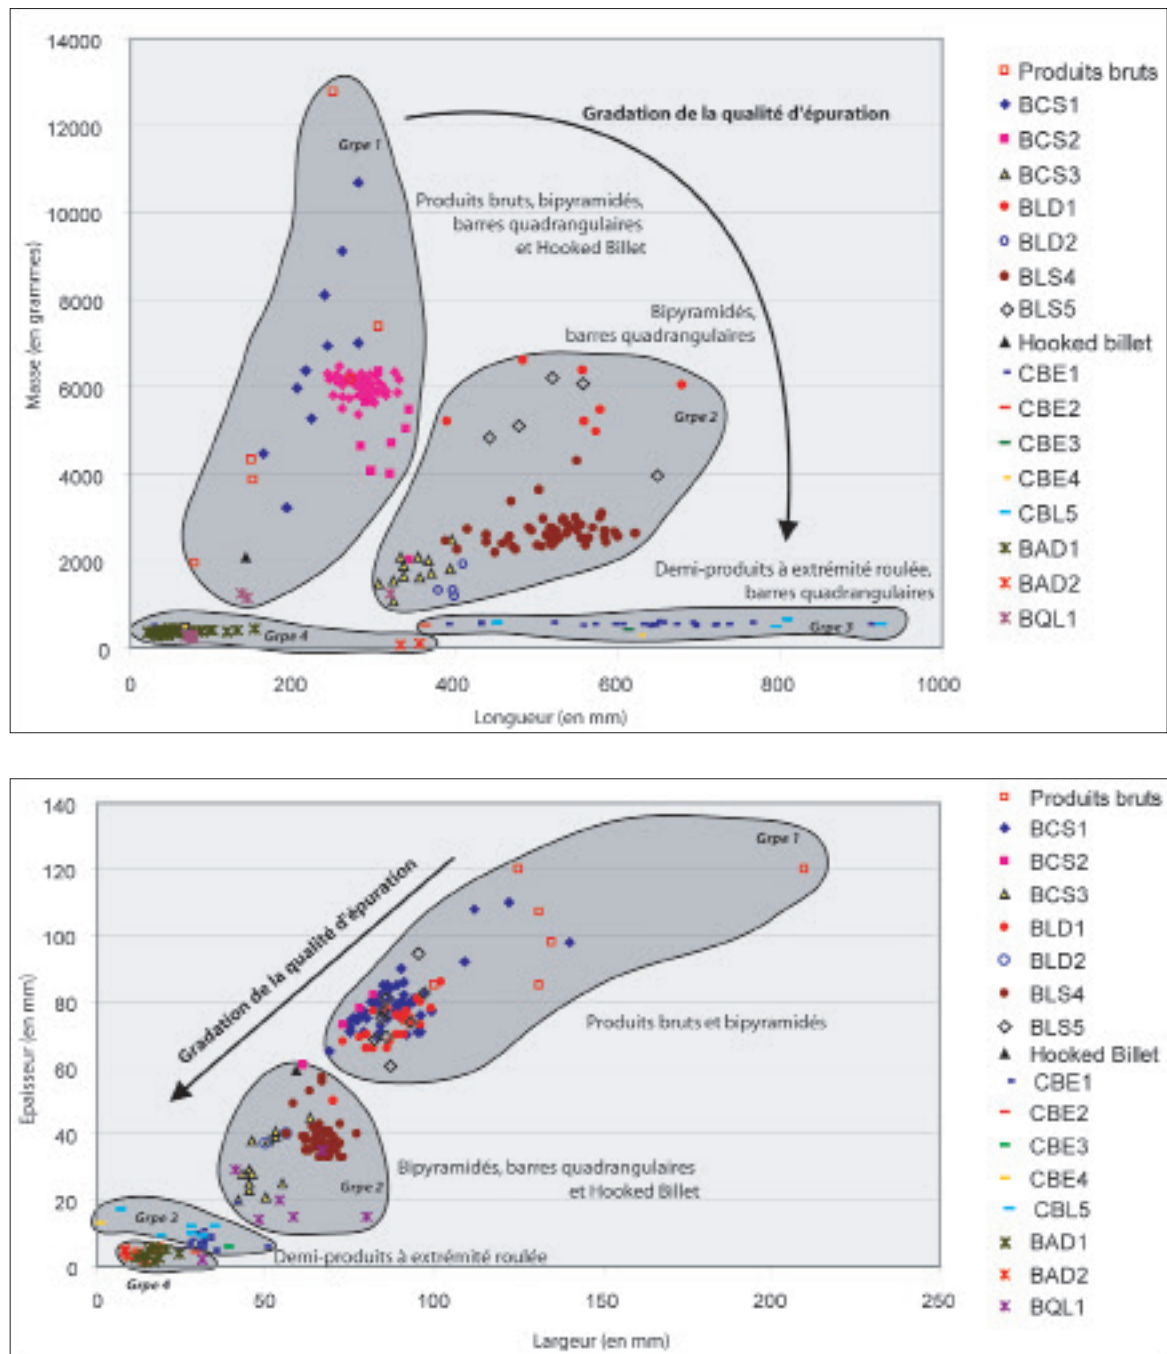 14000
12000
10000
8000
6000
4000
2000
0
Masse (en grammes)
0 200 400 600 800 1000
Longueur (en mm)
Grpe 1
Gradation de la qualité d'épuration
Produits bruts, bipyramidés,
barres quadrangulaires
et Hooked Billet
Bipyramidés,
barres quadrangulaires
Grpe 2
Demi-produits à extrémité roulée,
barres quadrangulaires
Grpe 3
Grpe 4
Produits bruts
BCS1
BCS2
BCS3
BLD1
BLD2
BLS4
BLS5
Hooked billet
CBE1
CBE2
CBE3
CBE4
CBL5
BAD1
BAD2
BQL1
140
120
100
80
60
40
20
0
Epaisseur (en mm)
0 50 100 150 200 250
Largeur (en mm)
Grpe 1
Gradation de la qualité d'épuration
Produits bruts et bipyramidés
Bipyramidés, barres quadrangulaires
et Hooked Billet
Grpe 2
Grpe 3
Demi-produits à extrémité roulée
Grpe 4
Produits bruts
BCS1
BCS2
BCS3
BLD1
BLD2
BLS4
BLS5
Hooked Billet
CBE1
CBE2
CBE3
CBE4
CBL5
BAD1
BAD2
BQL1